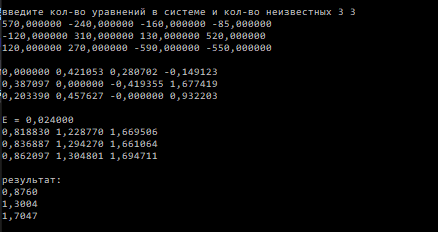 введите кол-во уравнений в системе и кол-во неизвестных 3 3
570,000000 -240,000000 -160,000000 -85,000000
-120,000000 310,000000 130,000000 520,000000
120,000000 270,000000 -590,000000 -550,000000
0,000000 0,421053 0,280702 -0,149123
0,387097 0,000000 -0,419355 1,677419
0,203390 0,457627 -0,000000 0,932203
E = 0,024000
0,818830 1,228770 1,669506
0,836887 1,294270 1,661064
0,862097 1,304801 1,694711
результат:
0,8760
1,3004
1,7047